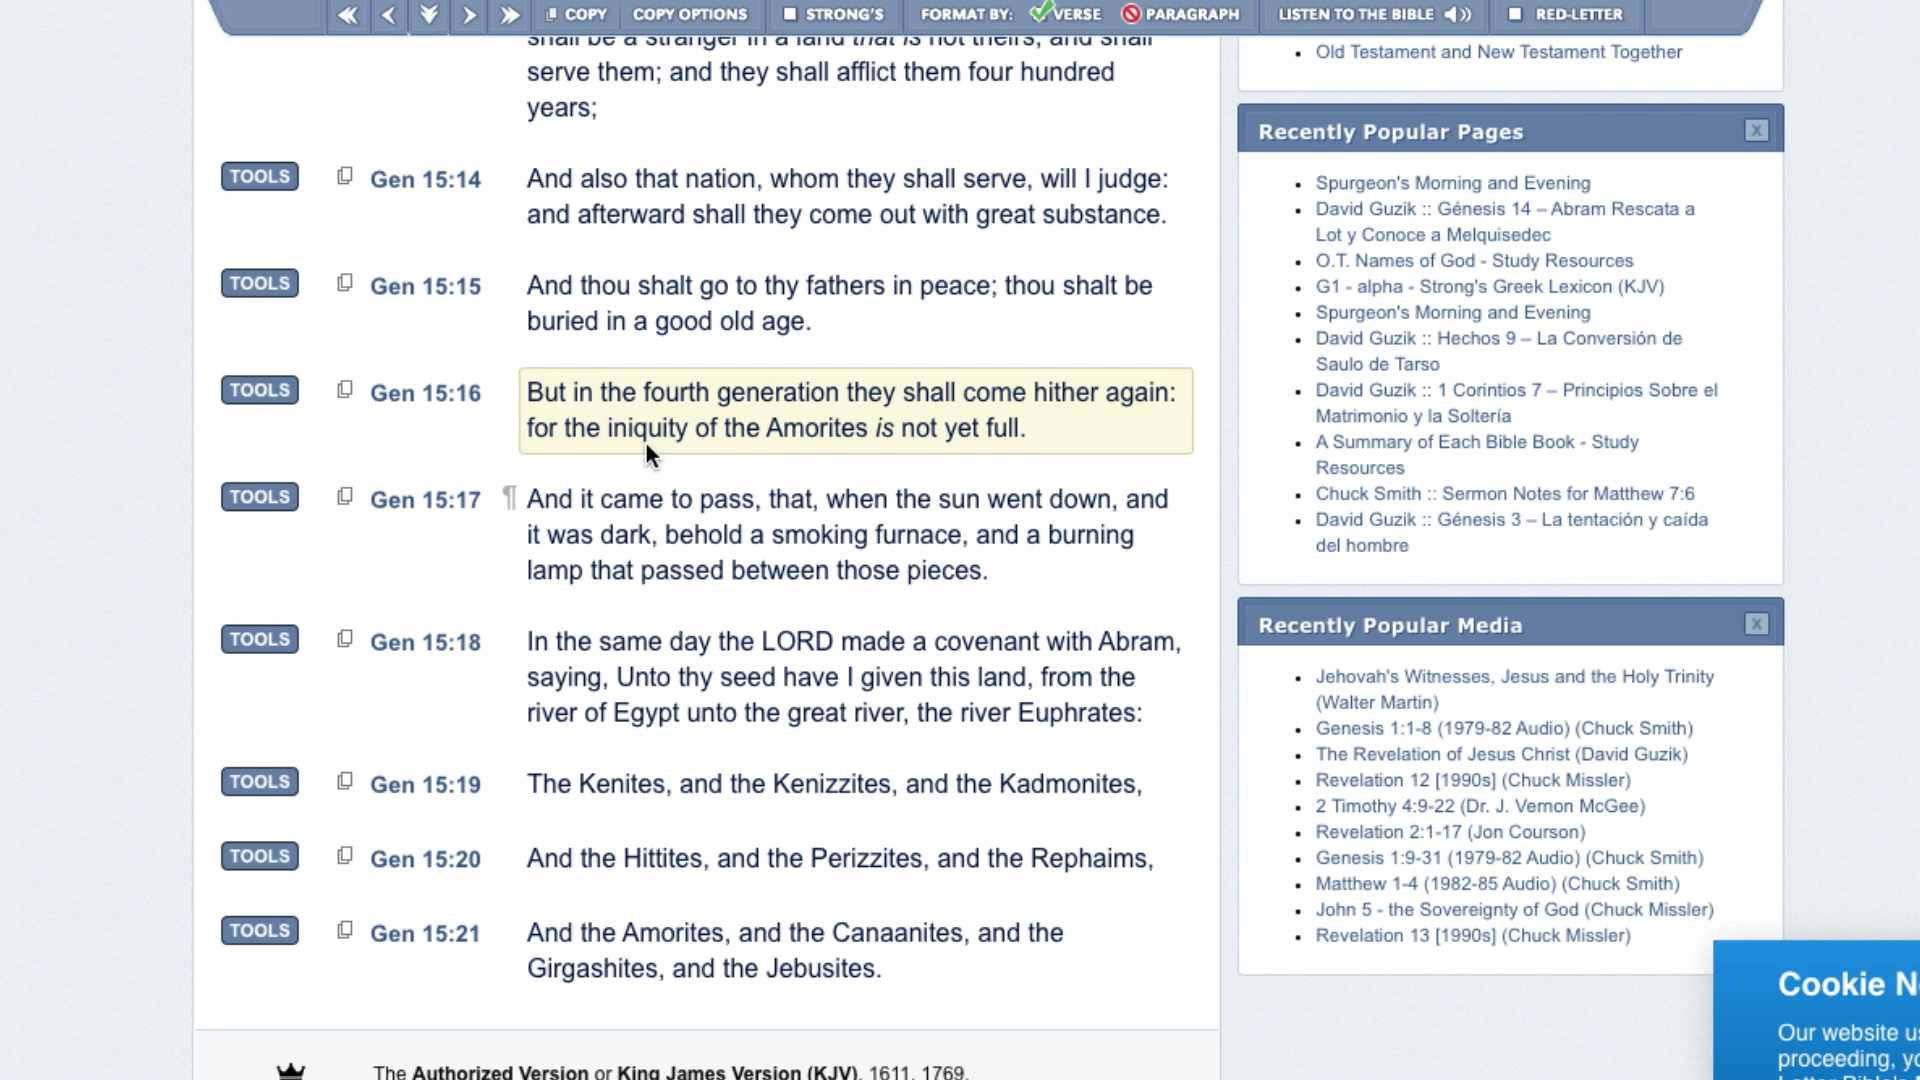 COPY COPY OPTIONS STRONG'S FORMAT BY: VERSE PARAGRAPH LISTEN TO THE BIBLE RED-LETTER
shall be a stranger in a land that is not theirs, and shall
serve them; and they shall afflict them four hundred
years;
TOOLS Gen 15:14 And also that nation, whom they shall serve, will I judge:
and afterward shall they come out with great substance.
TOOLS Gen 15:15 And thou shalt go to thy fathers in peace; thou shalt be
buried in a good old age.
TOOLS Gen 15:16 But in the fourth generation they shall come hither again:
for the iniquity of the Amorites is not yet full.
TOOLS Gen 15:17 ¶ And it came to pass, that, when the sun went down, and
it was dark, behold a smoking furnace, and a burning
lamp that passed between those pieces.
TOOLS Gen 15:18 In the same day the LORD made a covenant with Abram,
saying, Unto thy seed have I given this land, from the
river of Egypt unto the great river, the river Euphrates:
TOOLS Gen 15:19 The Kenites, and the Kenizzites, and the Kadmonites,
TOOLS Gen 15:20 And the Hittites, and the Perizzites, and the Rephaims,
TOOLS Gen 15:21 And the Amorites, and the Canaanites, and the
Girgashites, and the Jebusites.
The Authorized Version or King James Version (KJV), 1611, 1769.
• Old Testament and New Testament Together
Recently Popular Pages x
• Spurgeon's Morning and Evening
• David Guzik :: Génesis 14 – Abram Rescata a
Lot y Conoce a Melquisedec
• O.T. Names of God - Study Resources
• G1 - alpha - Strong's Greek Lexicon (KJV)
• Spurgeon's Morning and Evening
• David Guzik :: Hechos 9 – La Conversión de
Saulo de Tarso
• David Guzik :: 1 Corintios 7 – Principios Sobre el
Matrimonio y la Soltería
• A Summary of Each Bible Book - Study
Resources
• Chuck Smith :: Sermon Notes for Matthew 7:6
• David Guzik :: Génesis 3 – La tentación y caída
del hombre
Recently Popular Media x
• Jehovah's Witnesses, Jesus and the Holy Trinity
(Walter Martin)
• Genesis 1:1-8 (1979-82 Audio) (Chuck Smith)
• The Revelation of Jesus Christ (David Guzik)
• Revelation 12 [1990s] (Chuck Missler)
• 2 Timothy 4:9-22 (Dr. J. Vernon McGee)
• Revelation 2:1-17 (Jon Courson)
• Genesis 1:9-31 (1979-82 Audio) (Chuck Smith)
• Matthew 1-4 (1982-85 Audio) (Chuck Smith)
• John 5 - the Sovereignty of God (Chuck Missler)
• Revelation 13 [1990s] (Chuck Missler)
Cookie N
Our website us
proceeding, yo